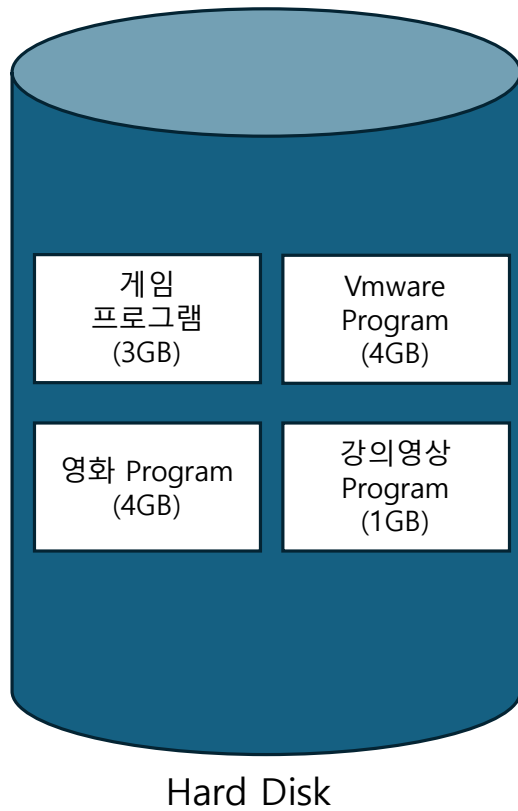 게임
프로그램
(3GB)
Vmware
Program
(4GB)
영화 Program
(4GB)
강의영상
Program
(1GB)
Hard Disk